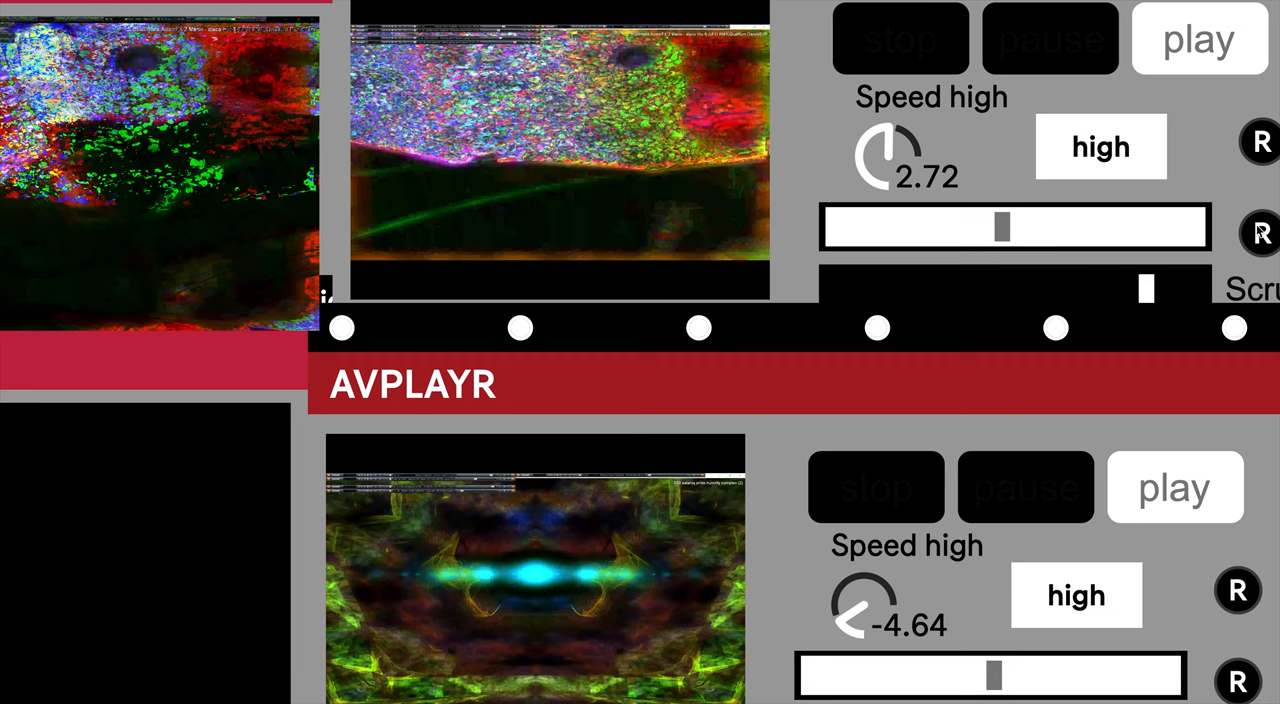 stop pause play
Speed high
2.72
high
R
R
Scru
AVPLAYR
stop pause play
Speed high
-4.64
high
R
R